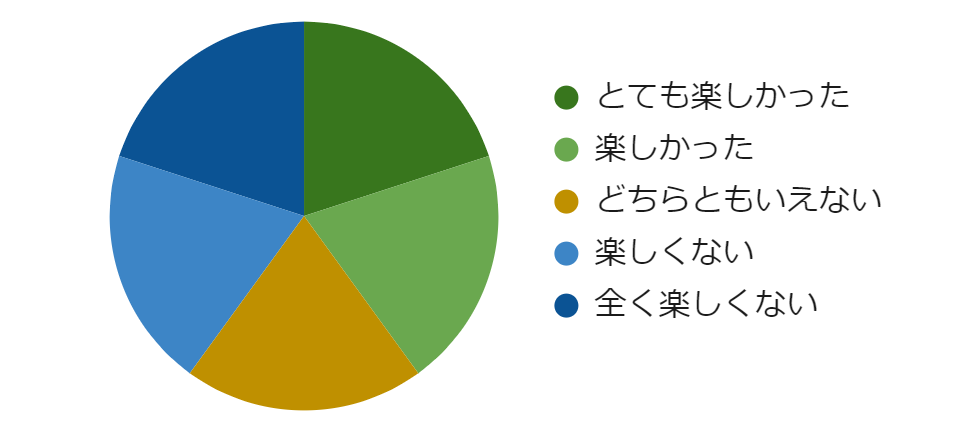 とても楽しかった
楽しかった
どちらともいえない
楽しくない
全く楽しくない